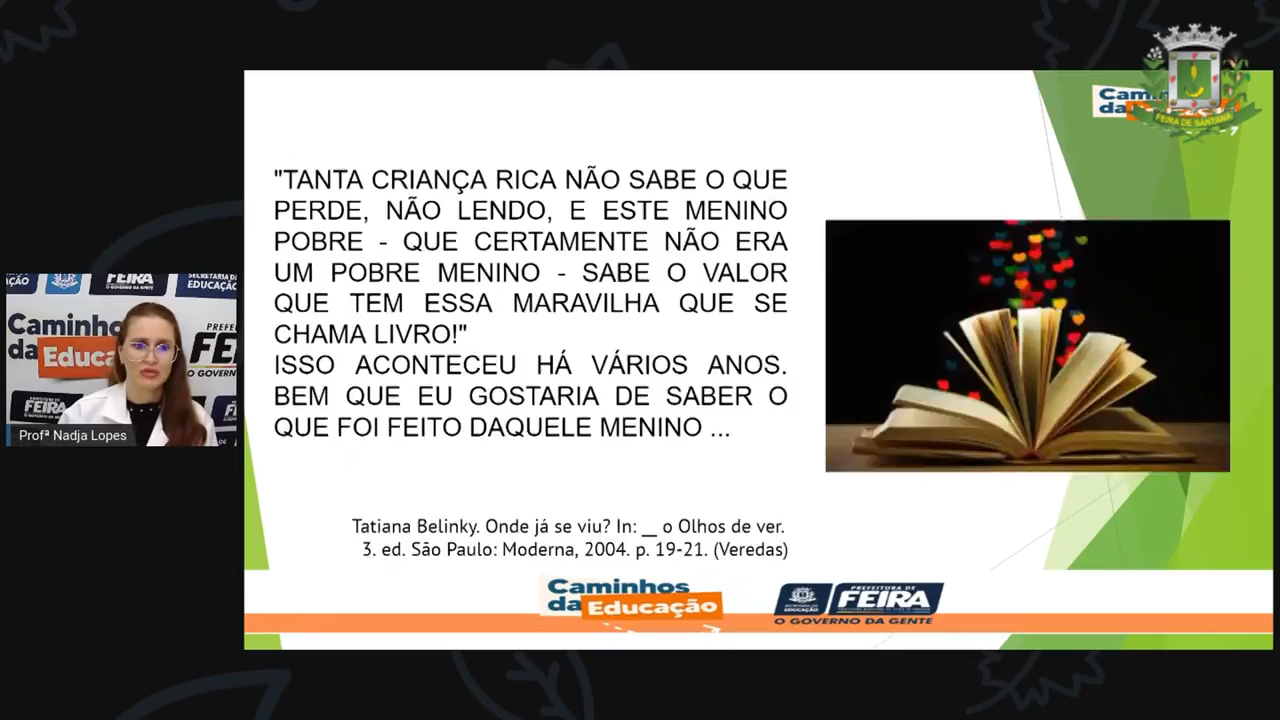 "TANTA CRIANÇA RICA NÃO SABE O QUE
PERDE, NÃO LENDO, E ESTE MENINO
POBRE - QUE CERTAMENTE NÃO ERA
UM POBRE MENINO - SABE O VALOR
QUE TEM ESSA MARAVILHA QUE SE
CHAMA LIVRO!"
ISSO ACONTECEU HÁ VÁRIOS ANOS.
BEM QUE EU GOSTARIA DE SABER O
QUE FOI FEITO DAQUELE MENINO ...
Tatiana Belinky. Onde já se viu? In: __ o Olhos de ver.
3. ed. São Paulo: Moderna, 2004. p. 19-21. (Veredas)
FEIRA DE SANTANA
FEIRA
EDUCAÇÃO
Caminhos
da Educa
FEIRA
Profª Nadja Lopes
Caminhos
da Educação
SECRETARIA DE
EDUCAÇÃO
PREFEITURA DE
FEIRA
O GOVERNO DA GENTE